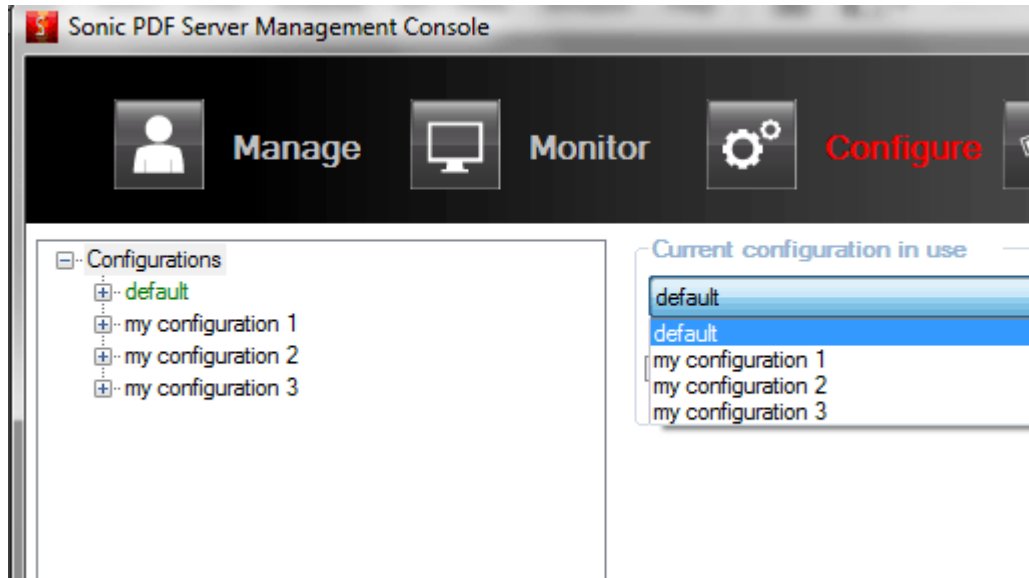 Sonic PDF Server Management Console
Manage Monitor Configure
Configurations
default
my configuration 1
my configuration 2
my configuration 3
Current configuration in use
default
default
my configuration 1
my configuration 2
my configuration 3